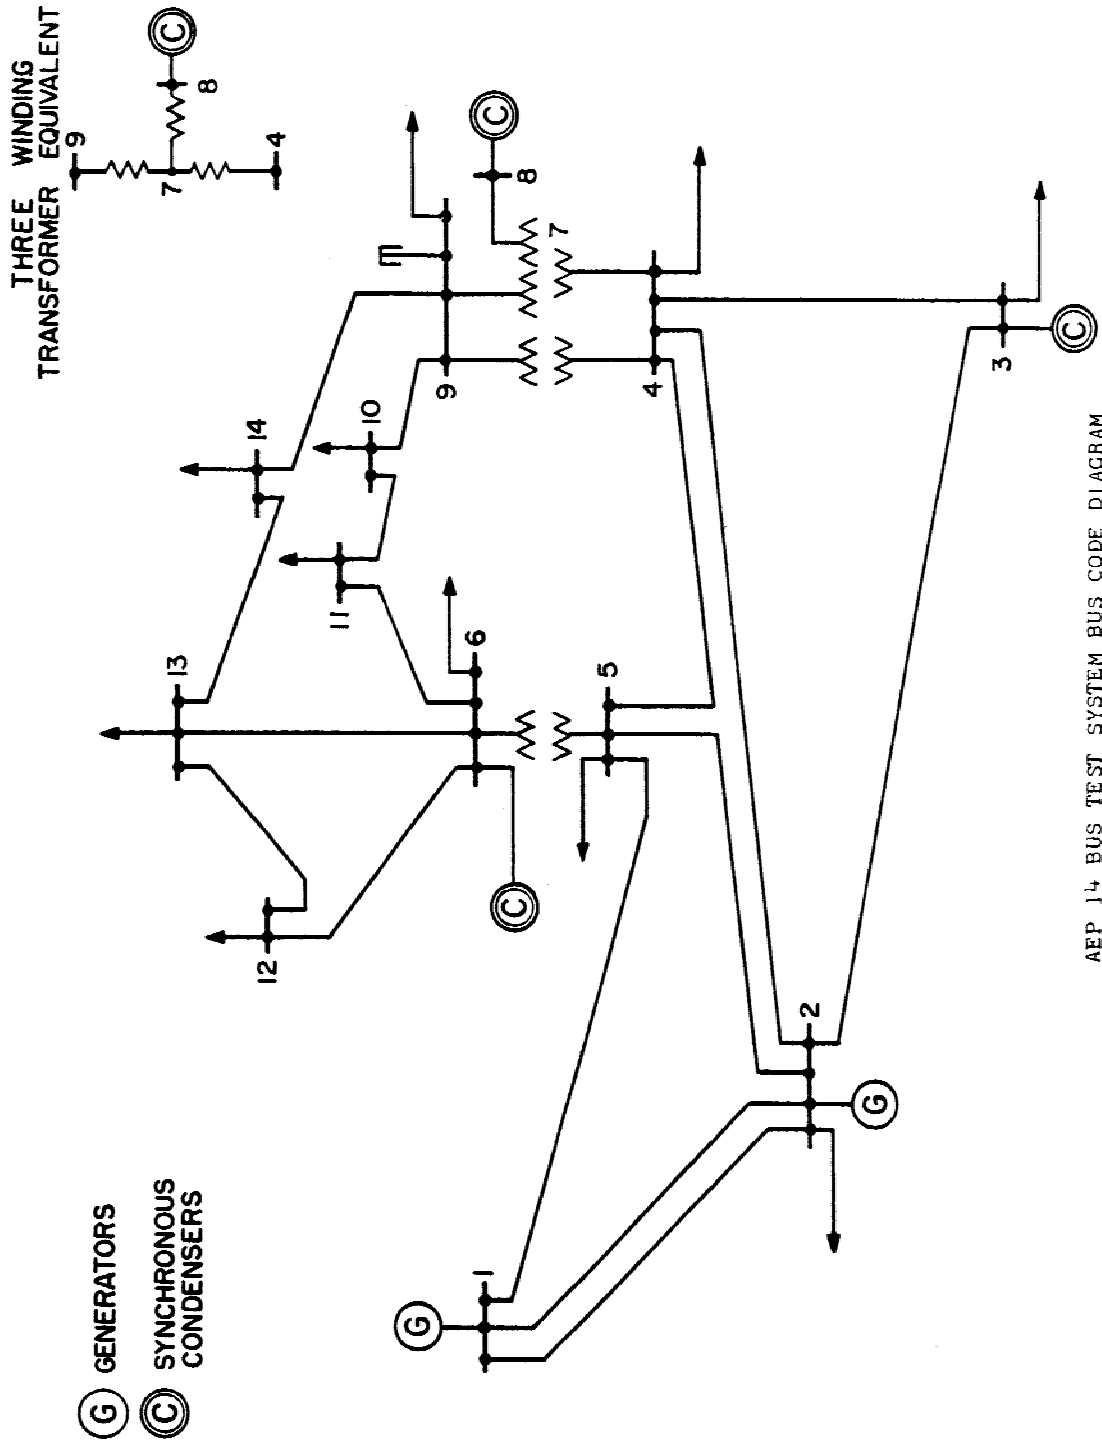 THREE WINDING
TRANSFORMER EQUIVALENT
9
7
8
C
4
G GENERATORS
C SYNCHRONOUS
CONDENSERS
13
14
12
11
10
9
C
8
7
6
C
5
4
G
1
2
G
3
C
AEP 14 BUS TEST SYSTEM BUS CODE DIAGRAM